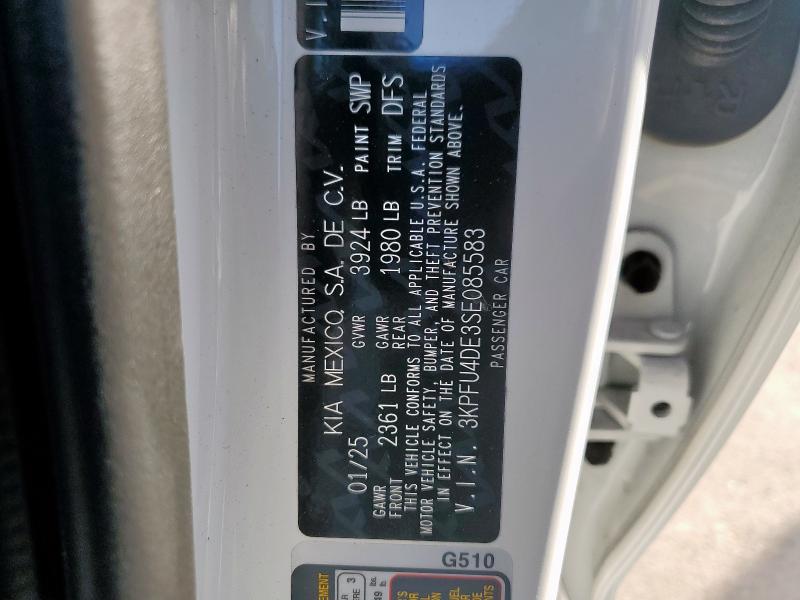 V.I.
MANUFACTURED BY
KIA MEXICO, S.A. DE C.V.
01/25 GVWR 3924 LB PAINT SWP
GAWR FRONT 2361 LB GAWR REAR 1980 LB TRIM DFS
THIS VEHICLE CONFORMS TO ALL APPLICABLE U.S.A. FEDERAL
MOTOR VEHICLE SAFETY, BUMPER, AND THEFT PREVENTION STANDARDS
IN EFFECT ON THE DATE OF MANUFACTURE SHOWN ABOVE.
V.I.N. 3KPFU4DE3SE085583
PASSENGER CAR
G510